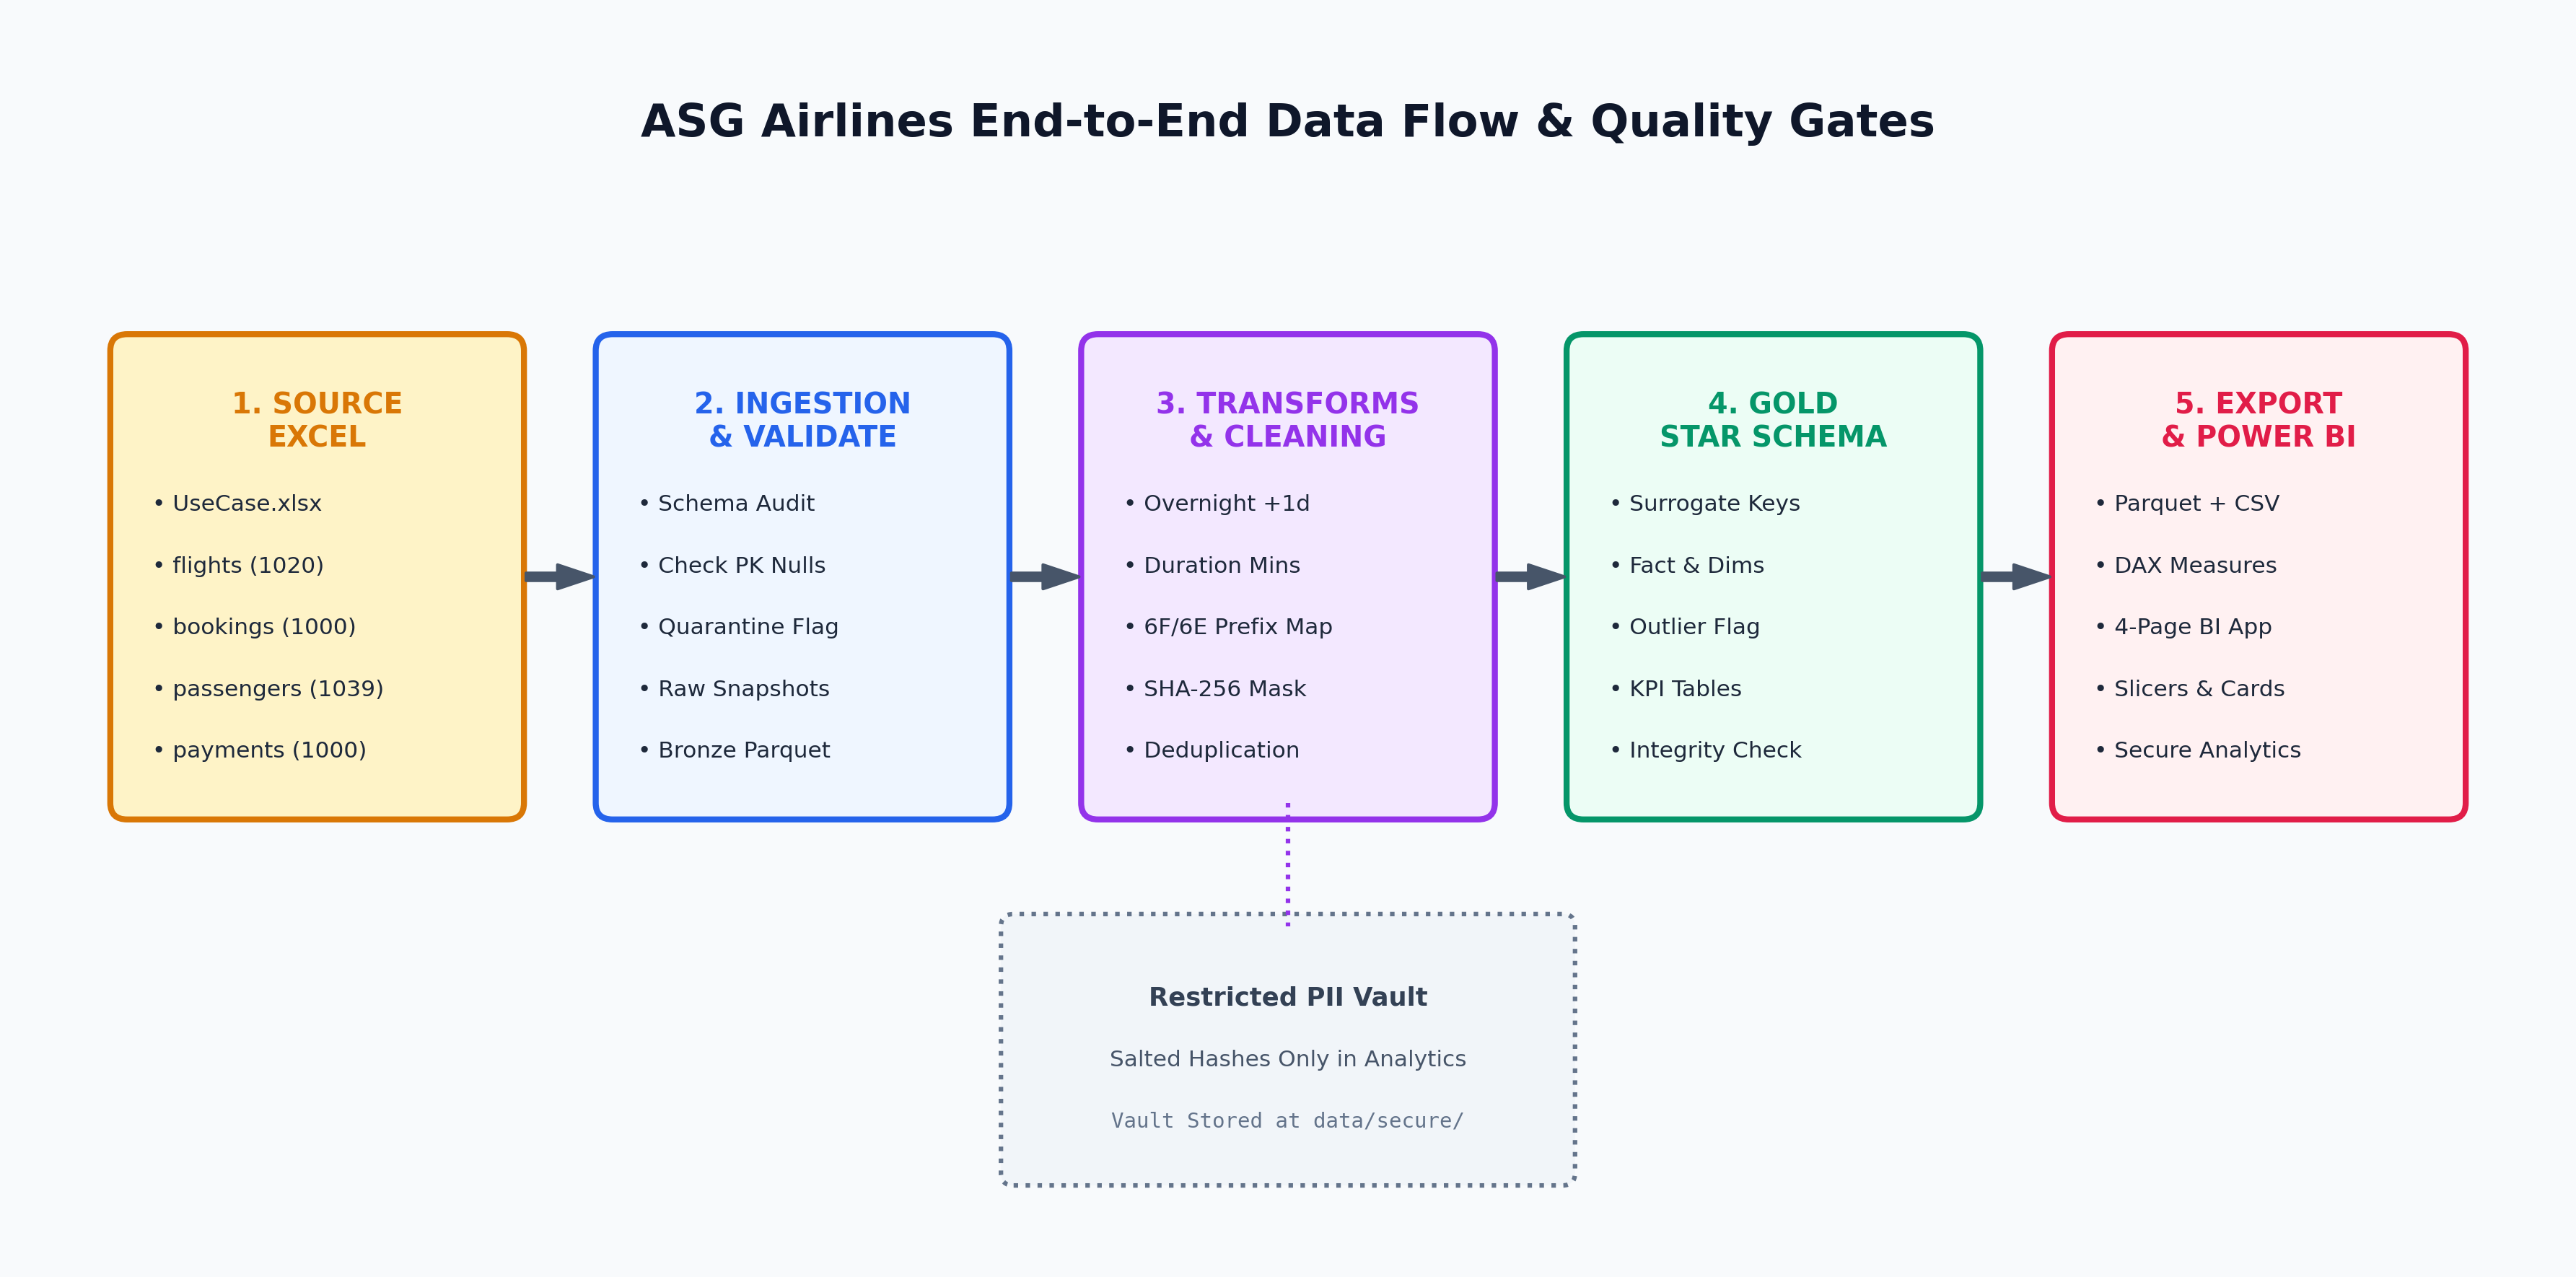 ASG Airlines End-to-End Data Flow & Quality Gates
1. SOURCE
EXCEL
• UseCase.xlsx
• flights (1020)
• bookings (1000)
• passengers (1039)
• payments (1000)
2. INGESTION
& VALIDATE
• Schema Audit
• Check PK Nulls
• Quarantine Flag
• Raw Snapshots
• Bronze Parquet
3. TRANSFORMS
& CLEANING
• Overnight +1d
• Duration Mins
• 6F/6E Prefix Map
• SHA-256 Mask
• Deduplication
4. GOLD
STAR SCHEMA
• Surrogate Keys
• Fact & Dims
• Outlier Flag
• KPI Tables
• Integrity Check
5. EXPORT
& POWER BI
• Parquet + CSV
• DAX Measures
• 4-Page BI App
• Slicers & Cards
• Secure Analytics
Restricted PII Vault
Salted Hashes Only in Analytics
Vault Stored at data/secure/